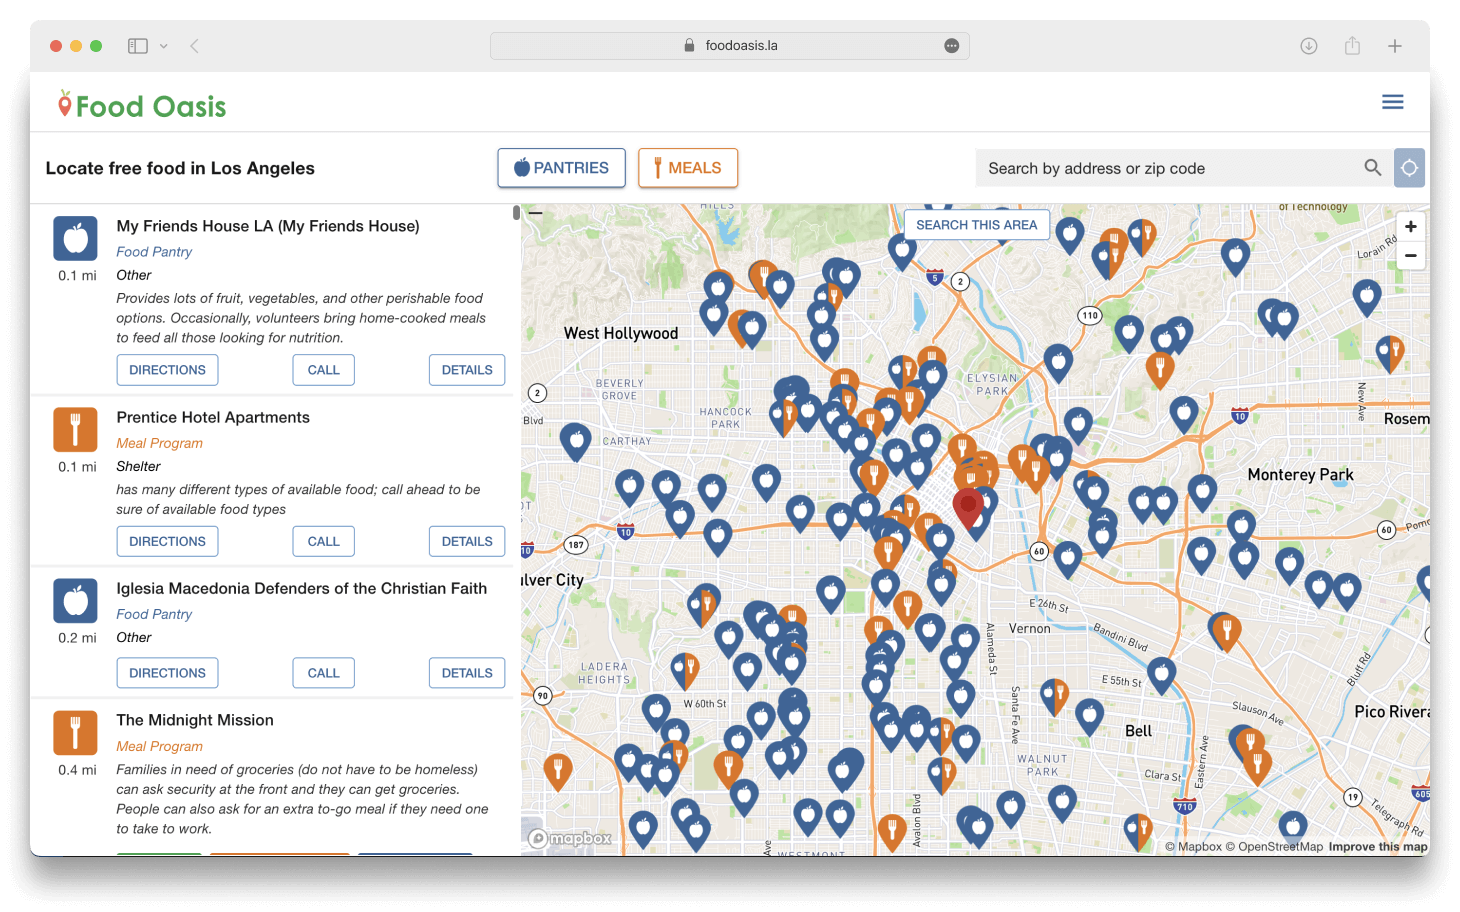 foodoasis.la
Food Oasis
Locate free food in Los Angeles
PANTRIES
MEALS
Search by address or zip code
My Friends House LA (My Friends House)
Food Pantry
0.1 mi
Other
Provides lots of fruit, vegetables, and other perishable food
options. Occasionally, volunteers bring home-cooked meals
to feed all those looking for nutrition.
DIRECTIONS
CALL
DETAILS
Prentice Hotel Apartments
Meal Program
0.1 mi
Shelter
has many different types of available food; call ahead to be
sure of available food types
DIRECTIONS
CALL
DETAILS
Iglesia Macedonia Defenders of the Christian Faith
Food Pantry
0.2 mi
Other
DIRECTIONS
CALL
DETAILS
The Midnight Mission
Meal Program
0.4 mi
Families in need of groceries (do not have to be homeless)
can ask security at the front and they can get groceries.
People can also ask for an extra to-go meal if they need one
to take to work.
HILLS
SEARCH THIS AREA
of Technology
+
−
Lorain Rd
5
2
110
West Hollywood
BEVERLY
GROVE
2
Blvd
HANCOCK
PARK
ELYSIAN
PARK
10
New Ave
Rosem
CARTHAY
Monterey Park
10
187
10
60
60
Pomo
ulver City
E 26th St
Vernon
Bandini Blvd
Alameda St
LADERA
HEIGHTS
Bluff Rd
90
W 60th St
E 55th St
Santa Fe Ave
Slauson Ave
Pico Rivera
Bell
Eastern Ave
WALNUT
PARK
Clara St
710
19
605
Telegraph Rd
Avalon Blvd
Ave
mapbox
WESTMONT
© Mapbox © OpenStreetMap Improve this map